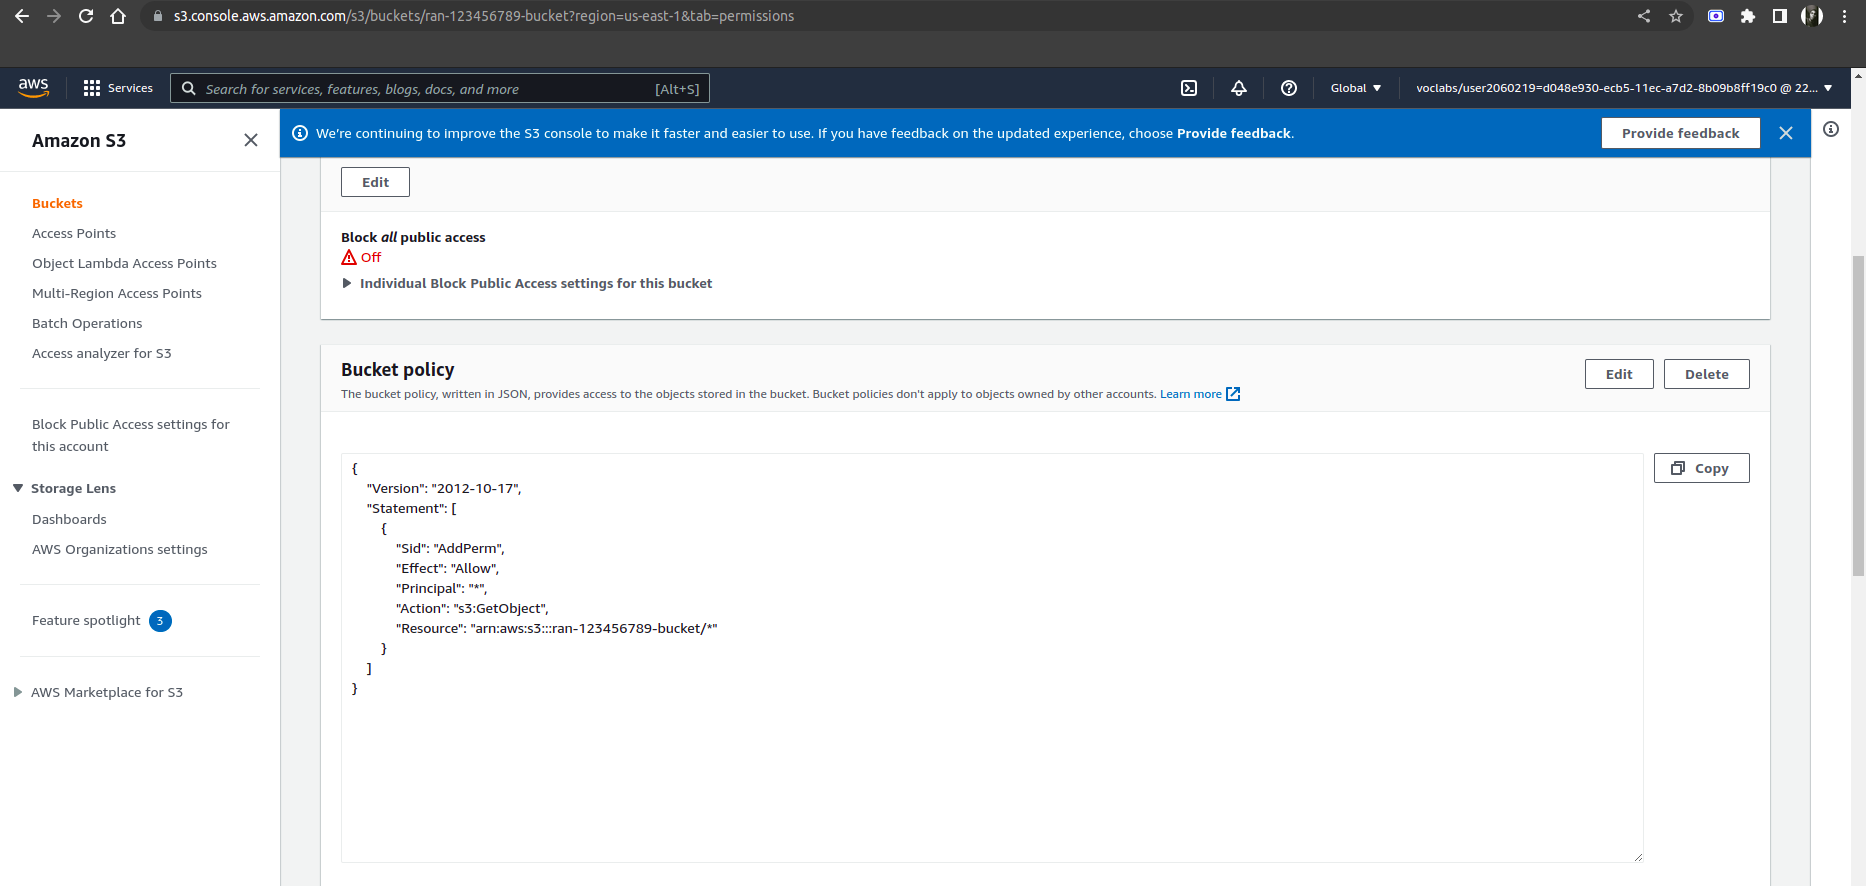 s3.console.aws.amazon.com/s3/buckets/ran-123456789-bucket?region=us-east-1&tab=permissions
aws
Services
Search for services, features, blogs, docs, and more
[Alt+S]
Global
voclabs/user2060219=d048e930-ecb5-11ec-a7d2-8b09b8ff19c0 @ 22...
Amazon S3
Buckets
Access Points
Object Lambda Access Points
Multi-Region Access Points
Batch Operations
Access analyzer for S3
Block Public Access settings for
this account
Storage Lens
Dashboards
AWS Organizations settings
Feature spotlight 3
AWS Marketplace for S3
We're continuing to improve the S3 console to make it faster and easier to use. If you have feedback on the updated experience, choose Provide feedback.
Provide feedback
Edit
Block all public access
Off
Individual Block Public Access settings for this bucket
Bucket policy
The bucket policy, written in JSON, provides access to the objects stored in the bucket. Bucket policies don't apply to objects owned by other accounts. Learn more
Edit
Delete
Copy
{
"Version": "2012-10-17",
"Statement": [
{
"Sid": "AddPerm",
"Effect": "Allow",
"Principal": "*",
"Action": "s3:GetObject",
"Resource": "arn:aws:s3:::ran-123456789-bucket/*"
}
]
}